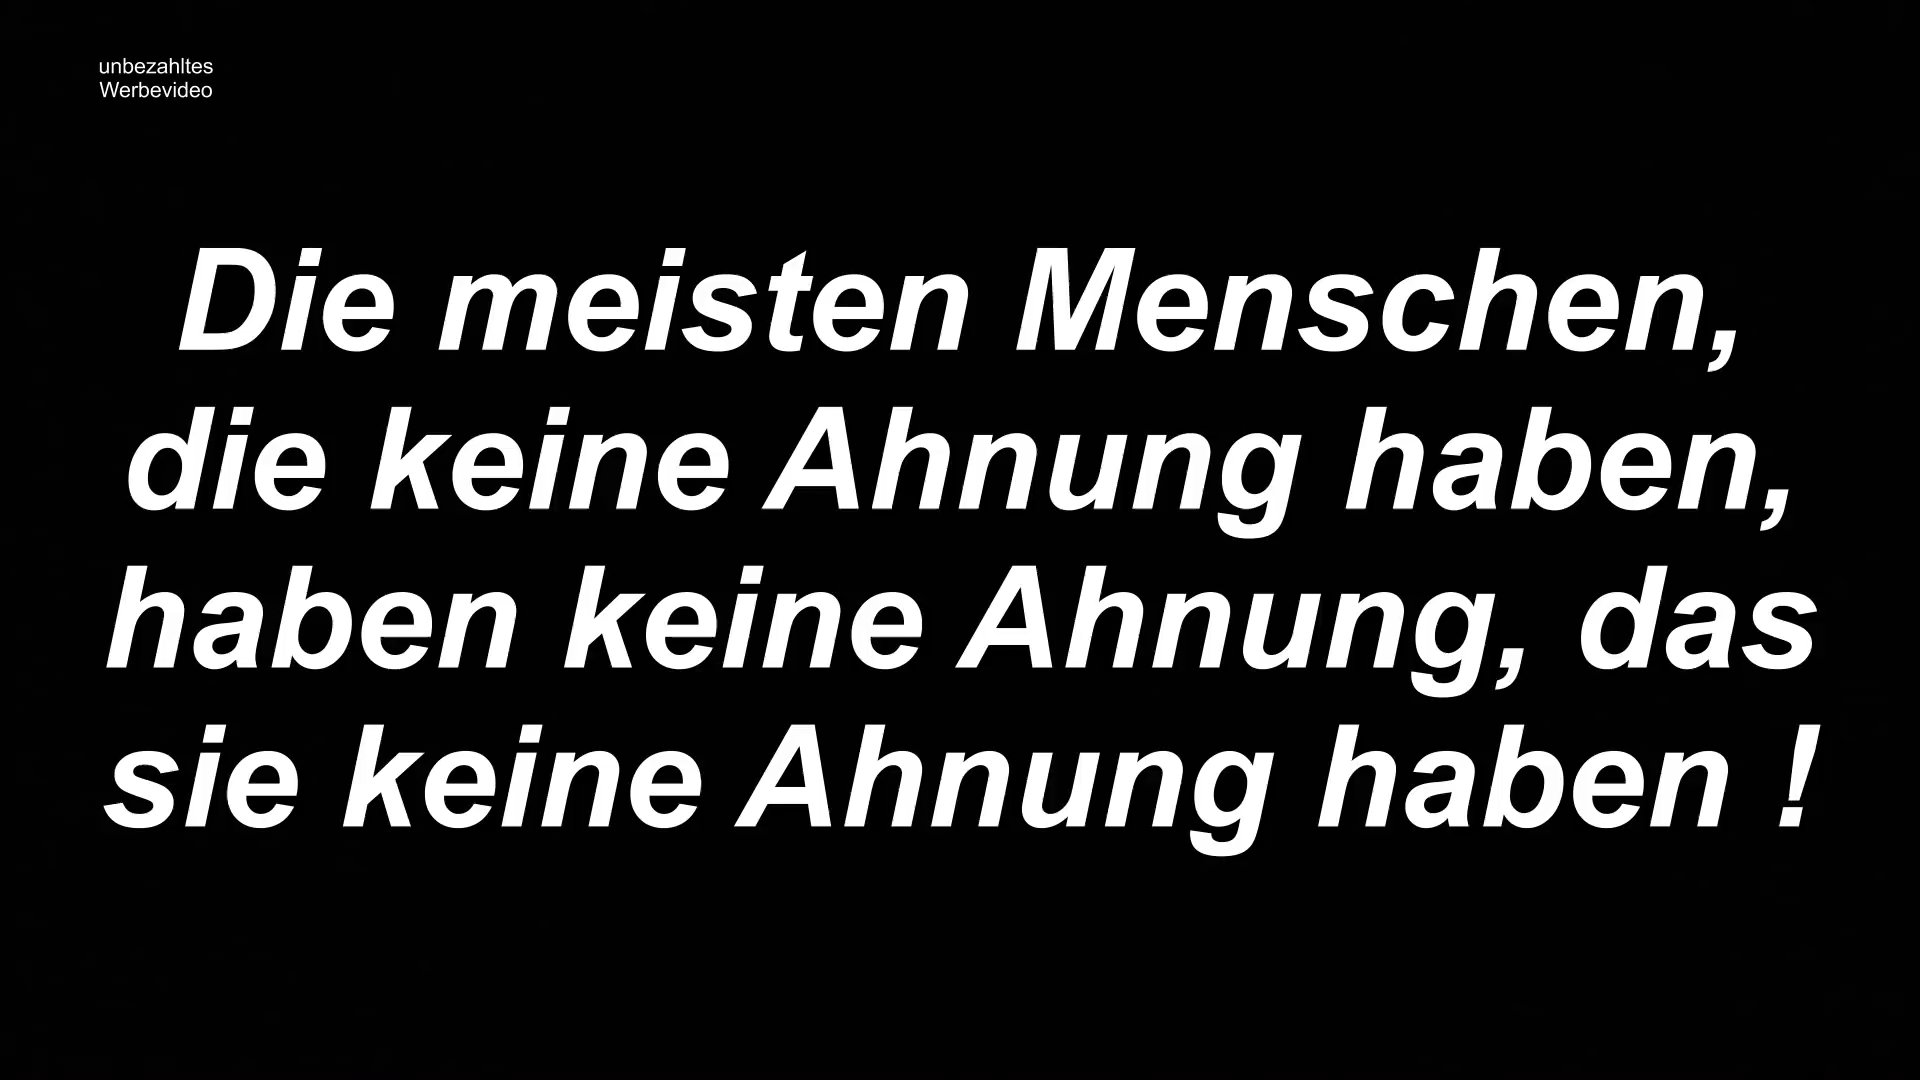 unbezahltes
Werbevideo
Die meisten Menschen,
die keine Ahnung haben,
haben keine Ahnung, das
sie keine Ahnung haben !